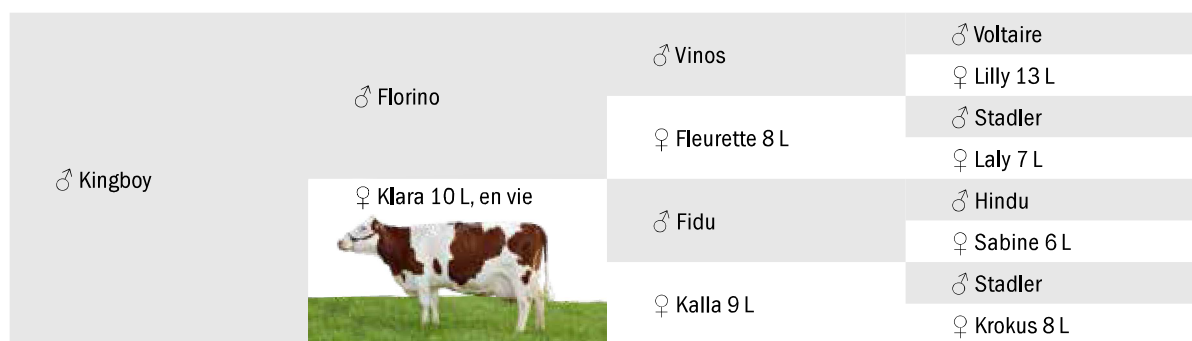 ♂ Kingboy
♂ Florino
♀ Klara 10 L, en vie
♂ Vinos
♀ Fleurette 8 L
♂ Fidu
♀ Kalla 9 L
♂ Voltaire
♀ Lilly 13 L
♂ Stadler
♀ Laly 7 L
♂ Hindu
♀ Sabine 6 L
♂ Stadler
♀ Krokus 8 L